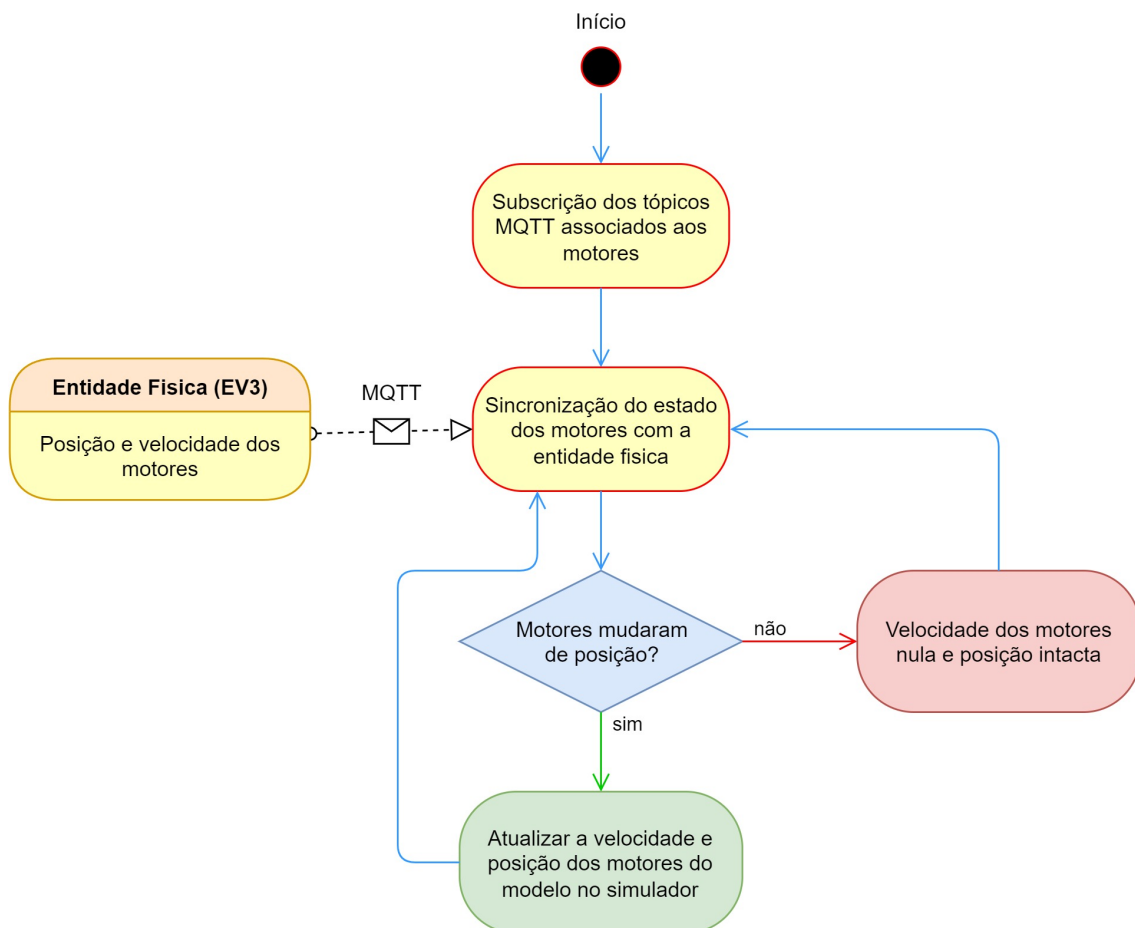 Início
Subscrição dos tópicos
MQTT associados aos
motores
Entidade Fisica (EV3)
Posição e velocidade dos
motores
MQTT
Sincronização do estado
dos motores com a
entidade fisica
Motores mudaram
de posição?
não
Velocidade dos motores
nula e posição intacta
sim
Atualizar a velocidade e
posição dos motores do
modelo no simulador